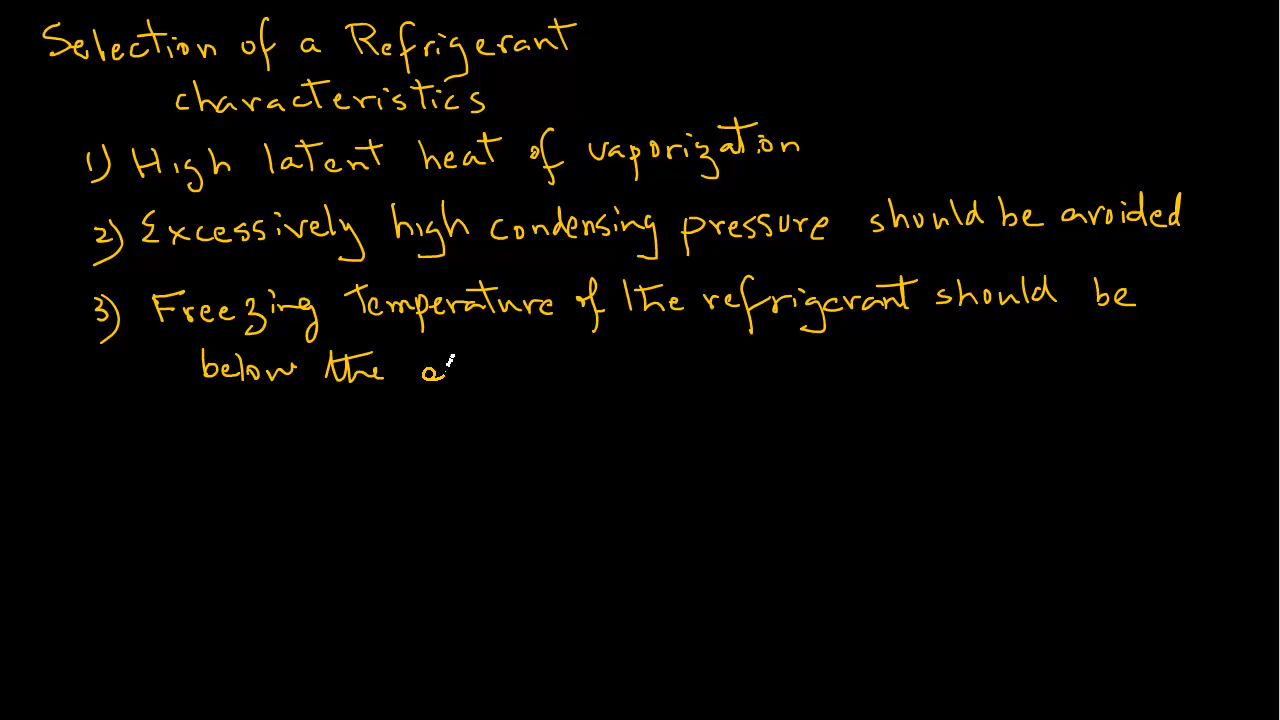 Selection of a Refrigerant
characteristics
1) High latent heat of vaporization
2) Excessively high condensing pressure should be avoided
3) Freezing temperature of the refrigerant should be
below the